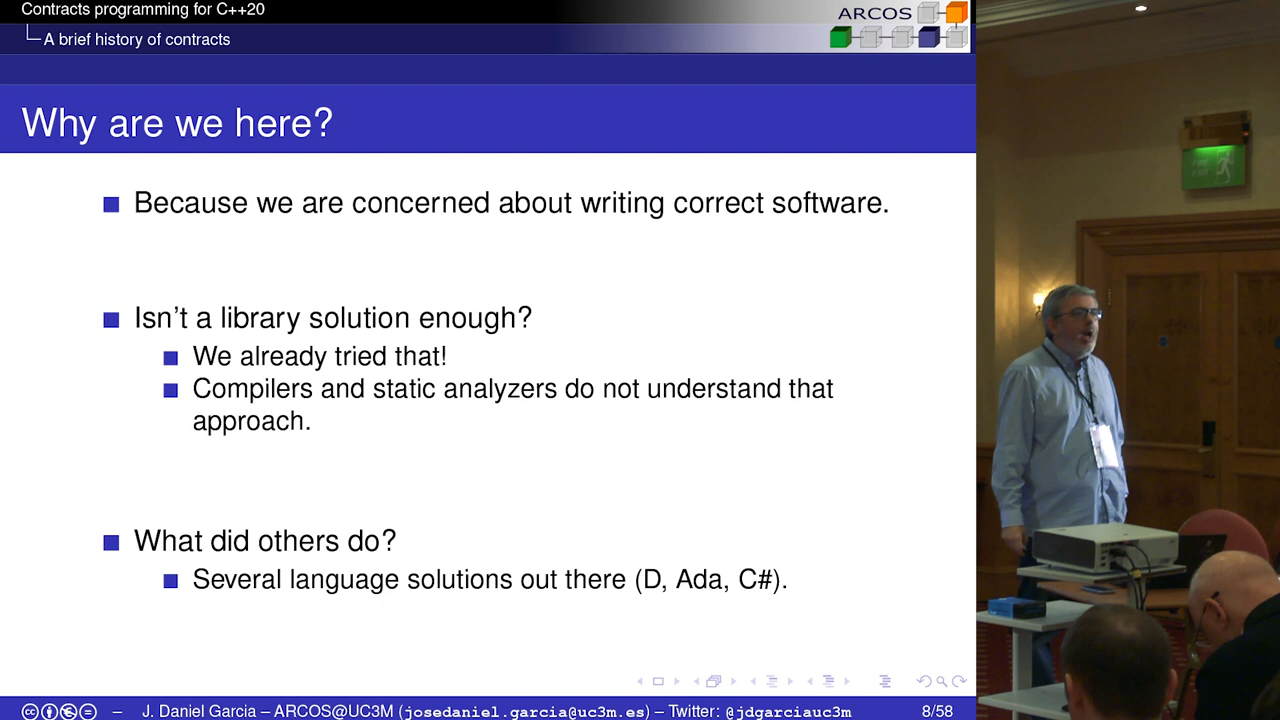 Contracts programming for C++20
A brief history of contracts
ARCOS
Why are we here?
Because we are concerned about writing correct software.
Isn't a library solution enough?
We already tried that!
Compilers and static analyzers do not understand that
approach.
What did others do?
Several language solutions out there (D, Ada, C#).
– J. Daniel Garcia – ARCOS@UC3M (josedaniel.garcia@uc3m.es) – Twitter: @jdgarciauc3m 8/58
FIRE
EXIT